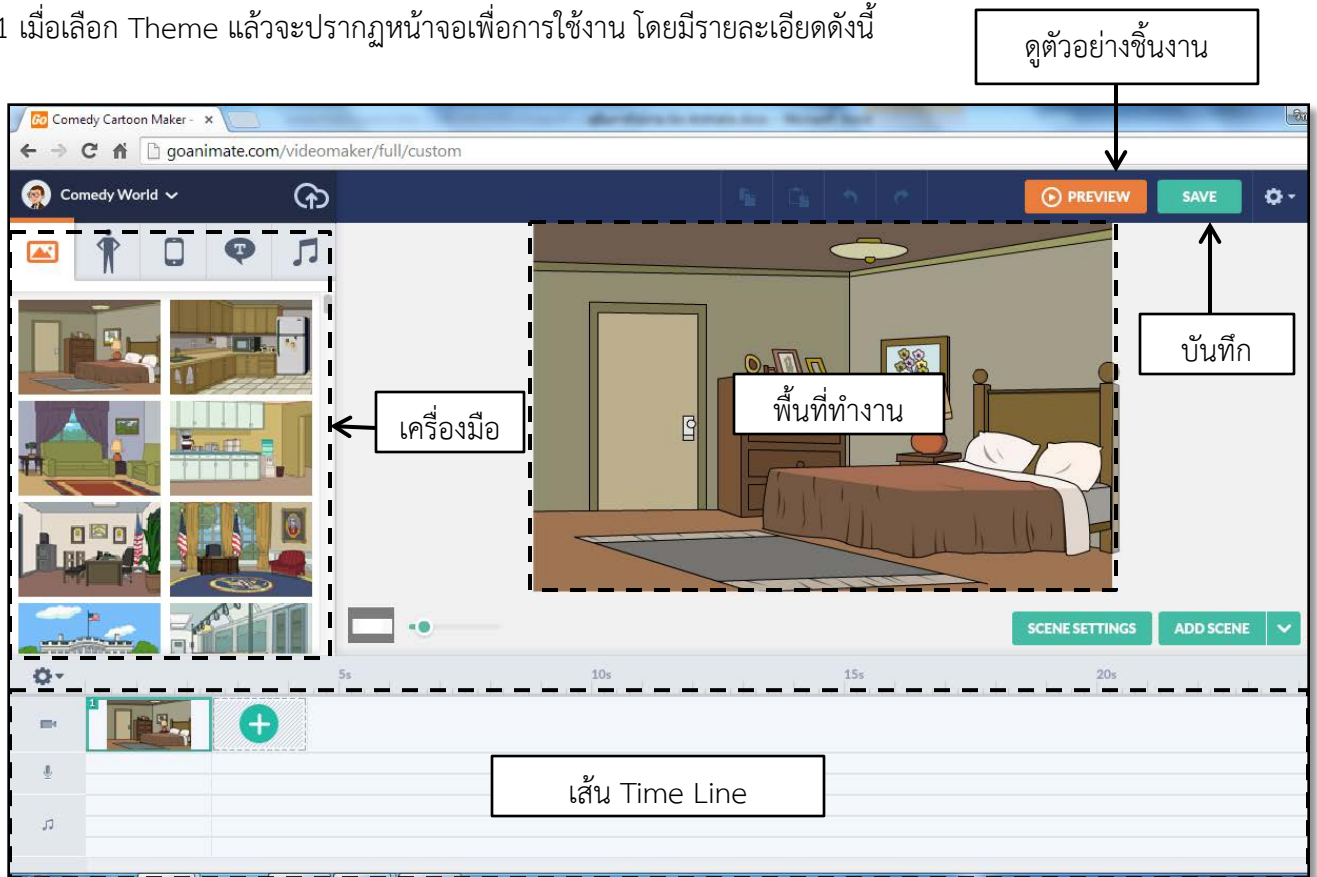 1 เมื่อเลือก Theme แล้วจะปรากฏหน้าจอเพื่อการใช้งาน โดยมีรายละเอียดดังนี้
ดูตัวอย่างชิ้นงาน
Go Comedy Cartoon Maker - ×
goanimate.com/videomaker/full/custom
Comedy World
PREVIEW
SAVE
T
บันทึก
เครื่องมือ
พื้นที่ทำงาน
SCENE SETTINGS
ADD SCENE
5s 10s 15s 20s
1
เส้น Time Line